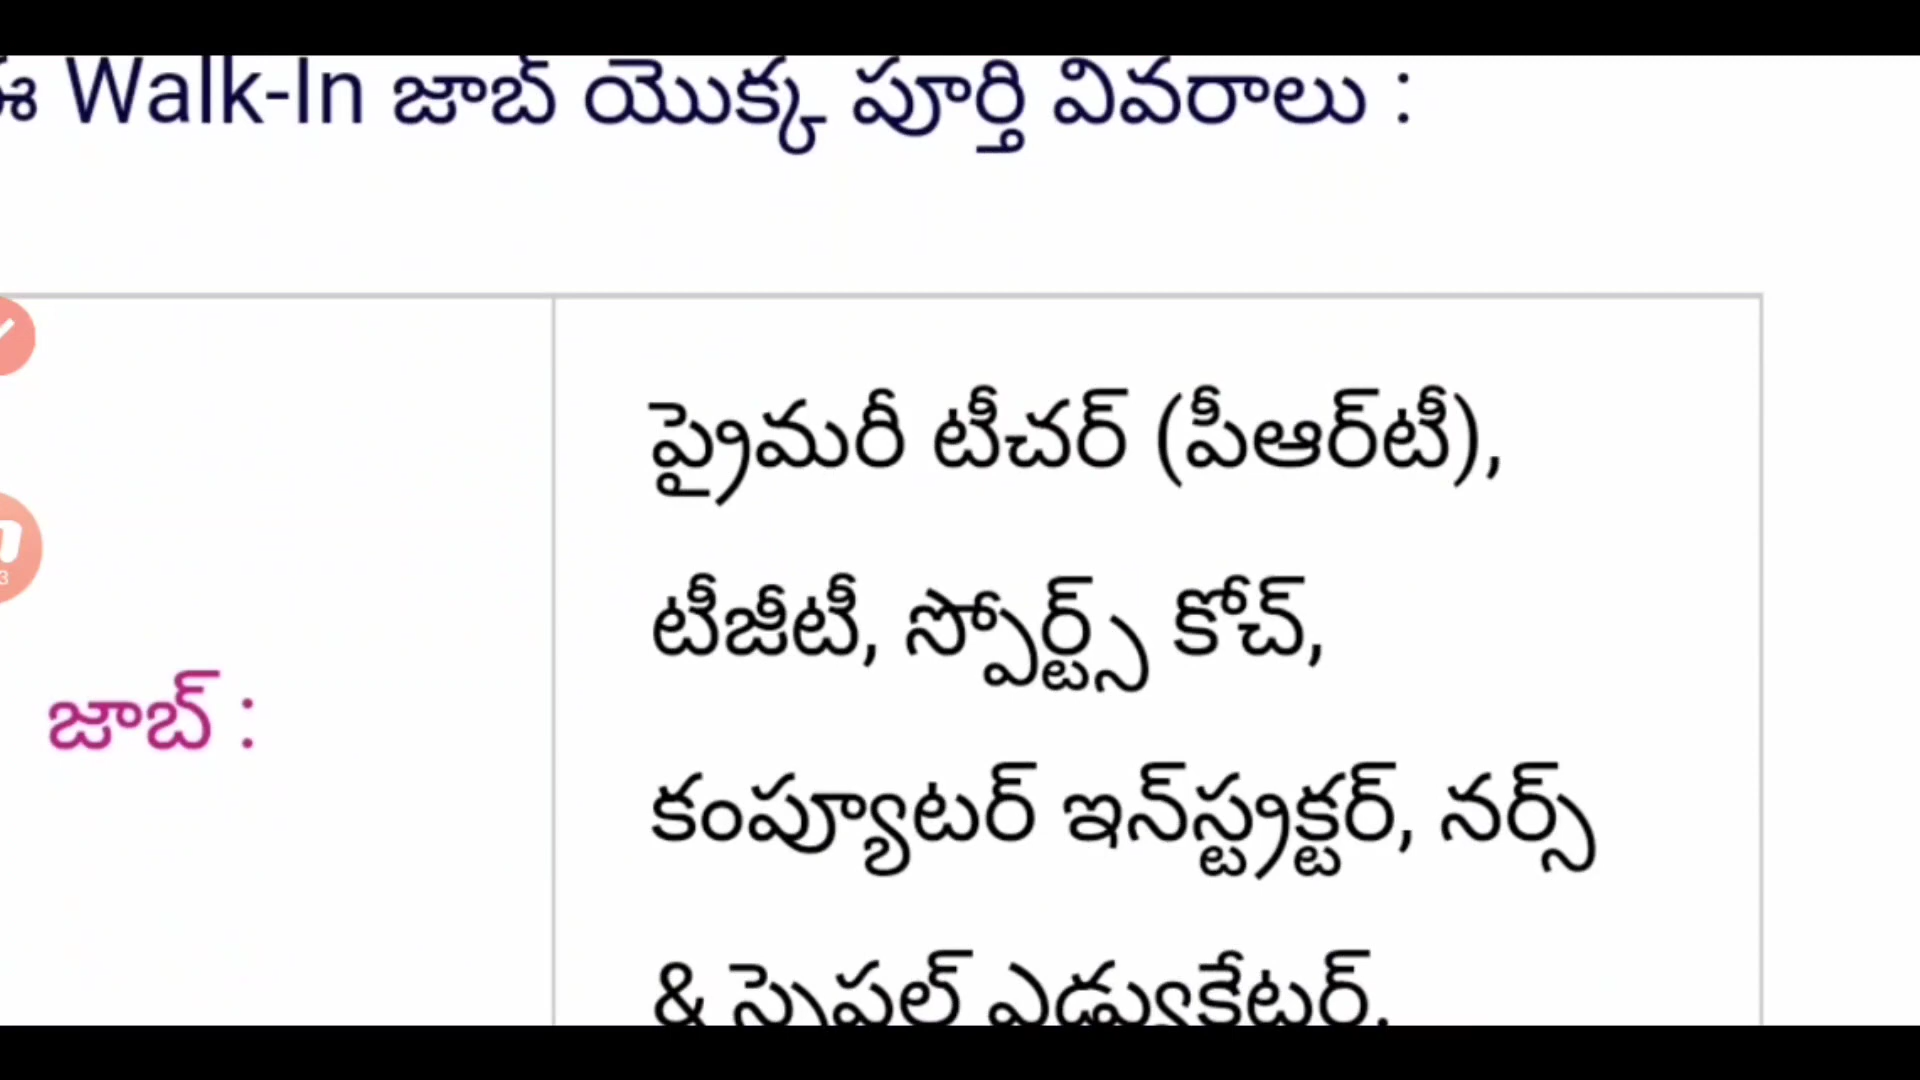 ఈ Walk-In జాబ్ యొక్క పూర్తి వివరాలు :
ప్రైమరీ టీచర్ (పీఆర్‌టీ),
టీజీటీ, స్పోర్ట్స్ కోచ్,
జాబ్ :
కంప్యూటర్ ఇన్‌స్ట్రక్టర్, నర్స్
& స్పెషల్ ఎడ్యుకేటర్,